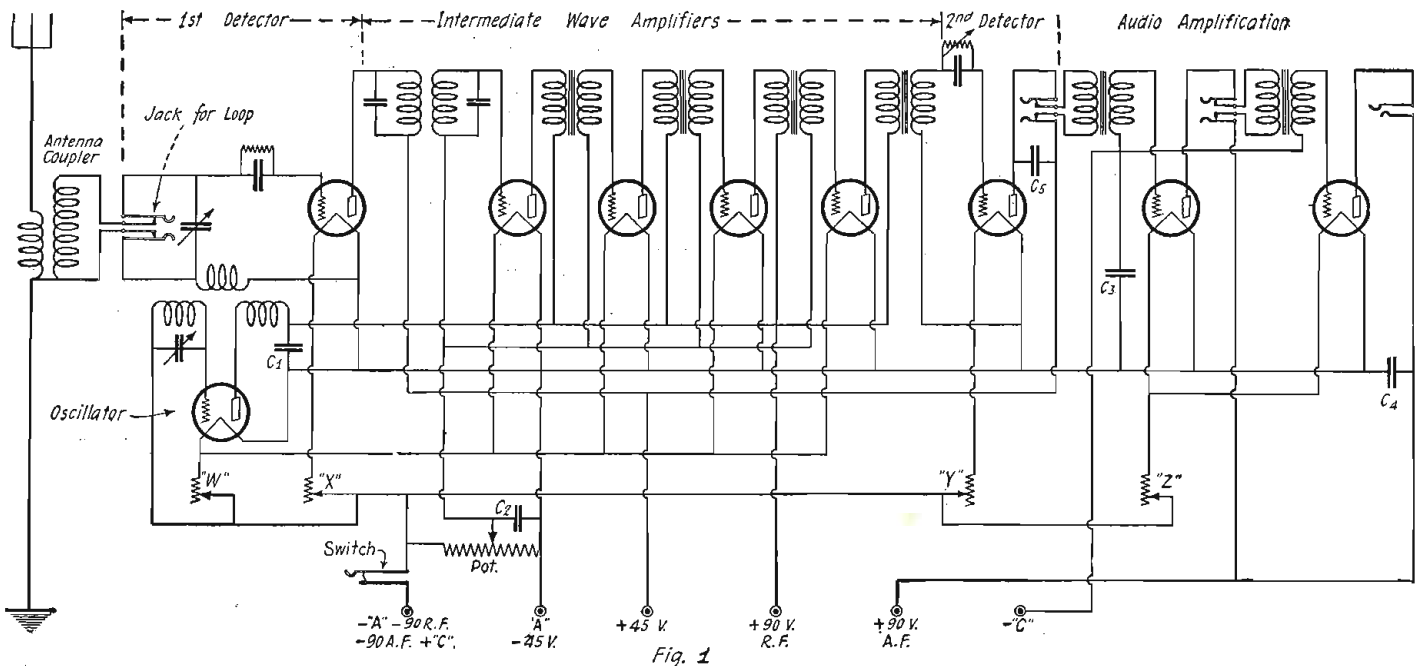 1st Detector
Intermediate Wave Amplifiers
2nd Detector
Audio Amplification
Jack for Loop
Antenna
Coupler
C5
C3
C1
C4
Oscillator
"W"
"X"
"Y"
"Z"
C2
Switch
Pot.
-"A" -90 R.F.
-90 A.F. +"C".
"A"
-45 V.
+45 V.
+90 V.
R.F.
+90 V.
A.F.
-"C"
Fig. 1